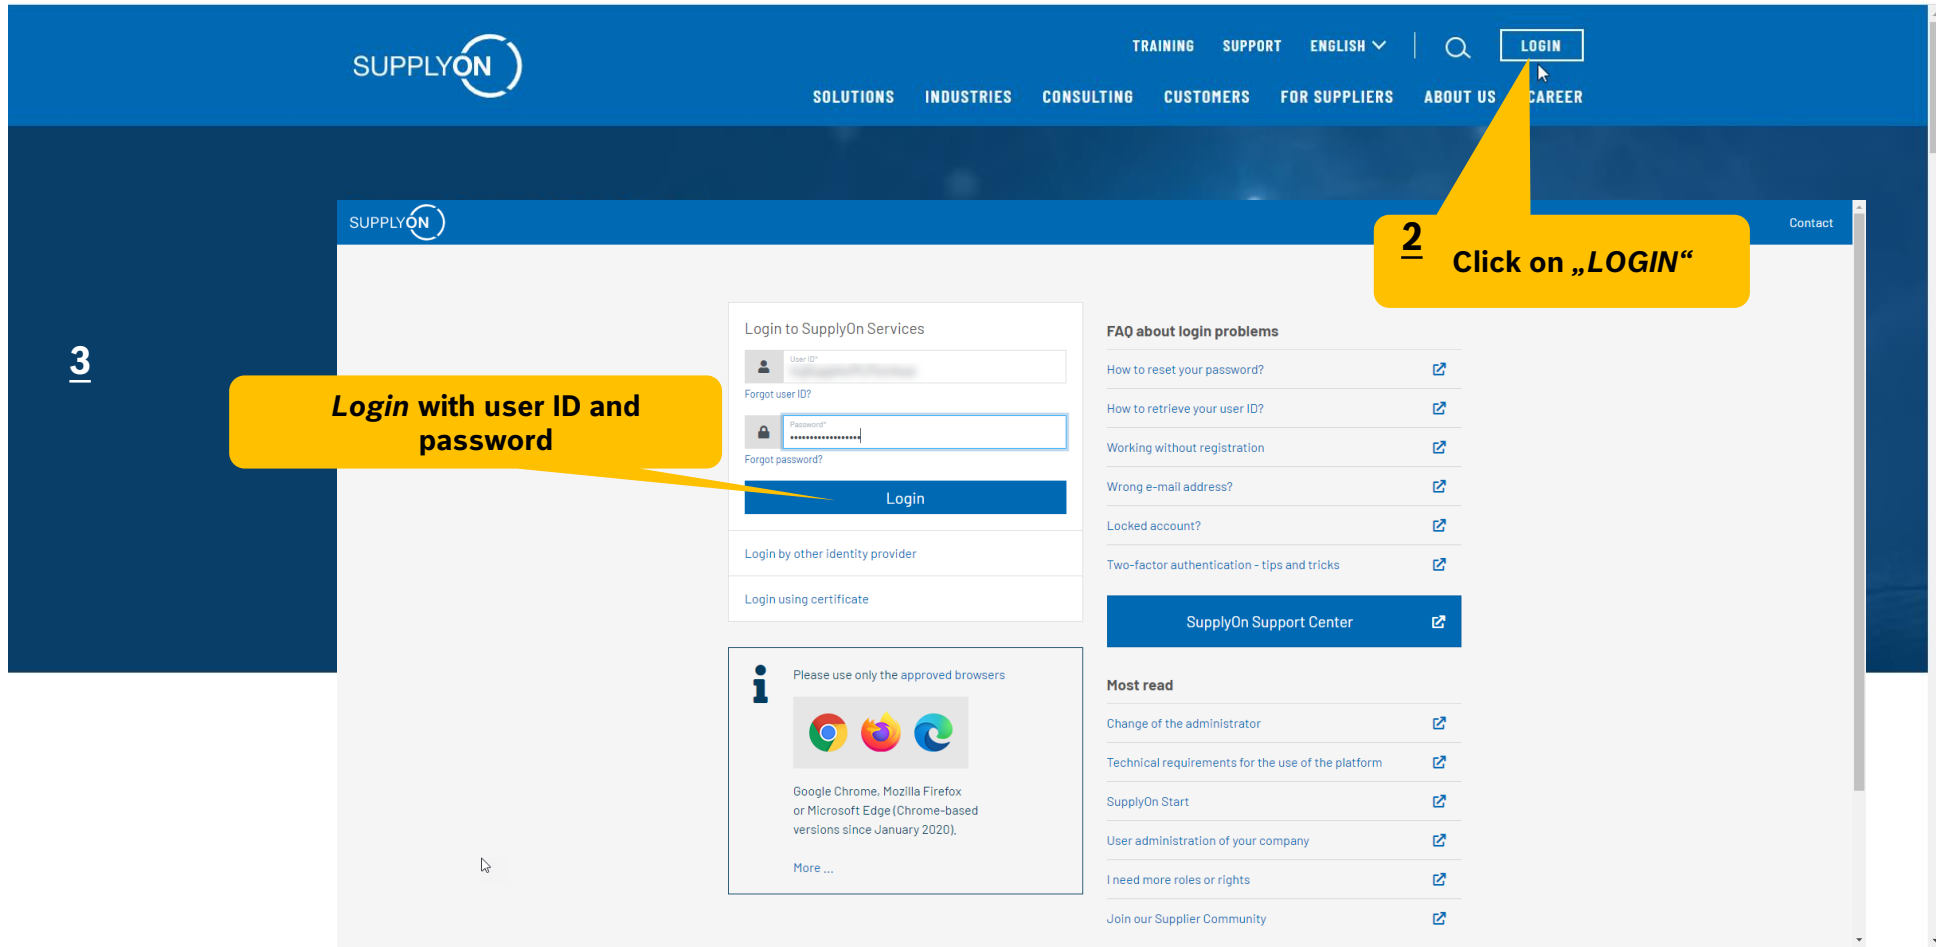 SUPPLYON
TRAINING SUPPORT ENGLISH LOGIN
SOLUTIONS INDUSTRIES CONSULTING CUSTOMERS FOR SUPPLIERS ABOUT US CAREER
SUPPLYON
Contact
2
Click on „LOGIN“
3
Login with user ID and
password
Login to SupplyOn Services
User ID*
Forgot user ID?
Password*
Forgot password?
Login
Login by other identity provider
Login using certificate
Please use only the approved browsers
Google Chrome, Mozilla Firefox
or Microsoft Edge (Chrome-based
versions since January 2020).
More ...
FAQ about login problems
How to reset your password?
How to retrieve your user ID?
Working without registration
Wrong e-mail address?
Locked account?
Two-factor authentication - tips and tricks
SupplyOn Support Center
Most read
Change of the administrator
Technical requirements for the use of the platform
SupplyOn Start
User administration of your company
I need more roles or rights
Join our Supplier Community